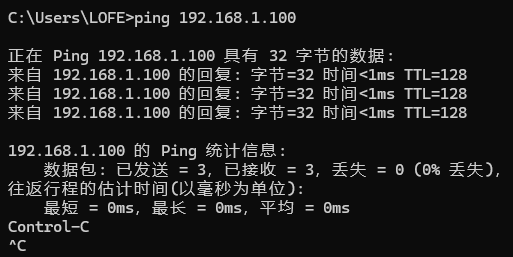 C:\Users\LOFE>ping 192.168.1.100
正在 Ping 192.168.1.100 具有 32 字节的数据:
来自 192.168.1.100 的回复: 字节=32 时间<1ms TTL=128
来自 192.168.1.100 的回复: 字节=32 时间<1ms TTL=128
来自 192.168.1.100 的回复: 字节=32 时间<1ms TTL=128
192.168.1.100 的 Ping 统计信息:
数据包: 已发送 = 3, 已接收 = 3, 丢失 = 0 (0% 丢失),
往返行程的估计时间(以毫秒为单位):
最短 = 0ms, 最长 = 0ms, 平均 = 0ms
Control-C
^C